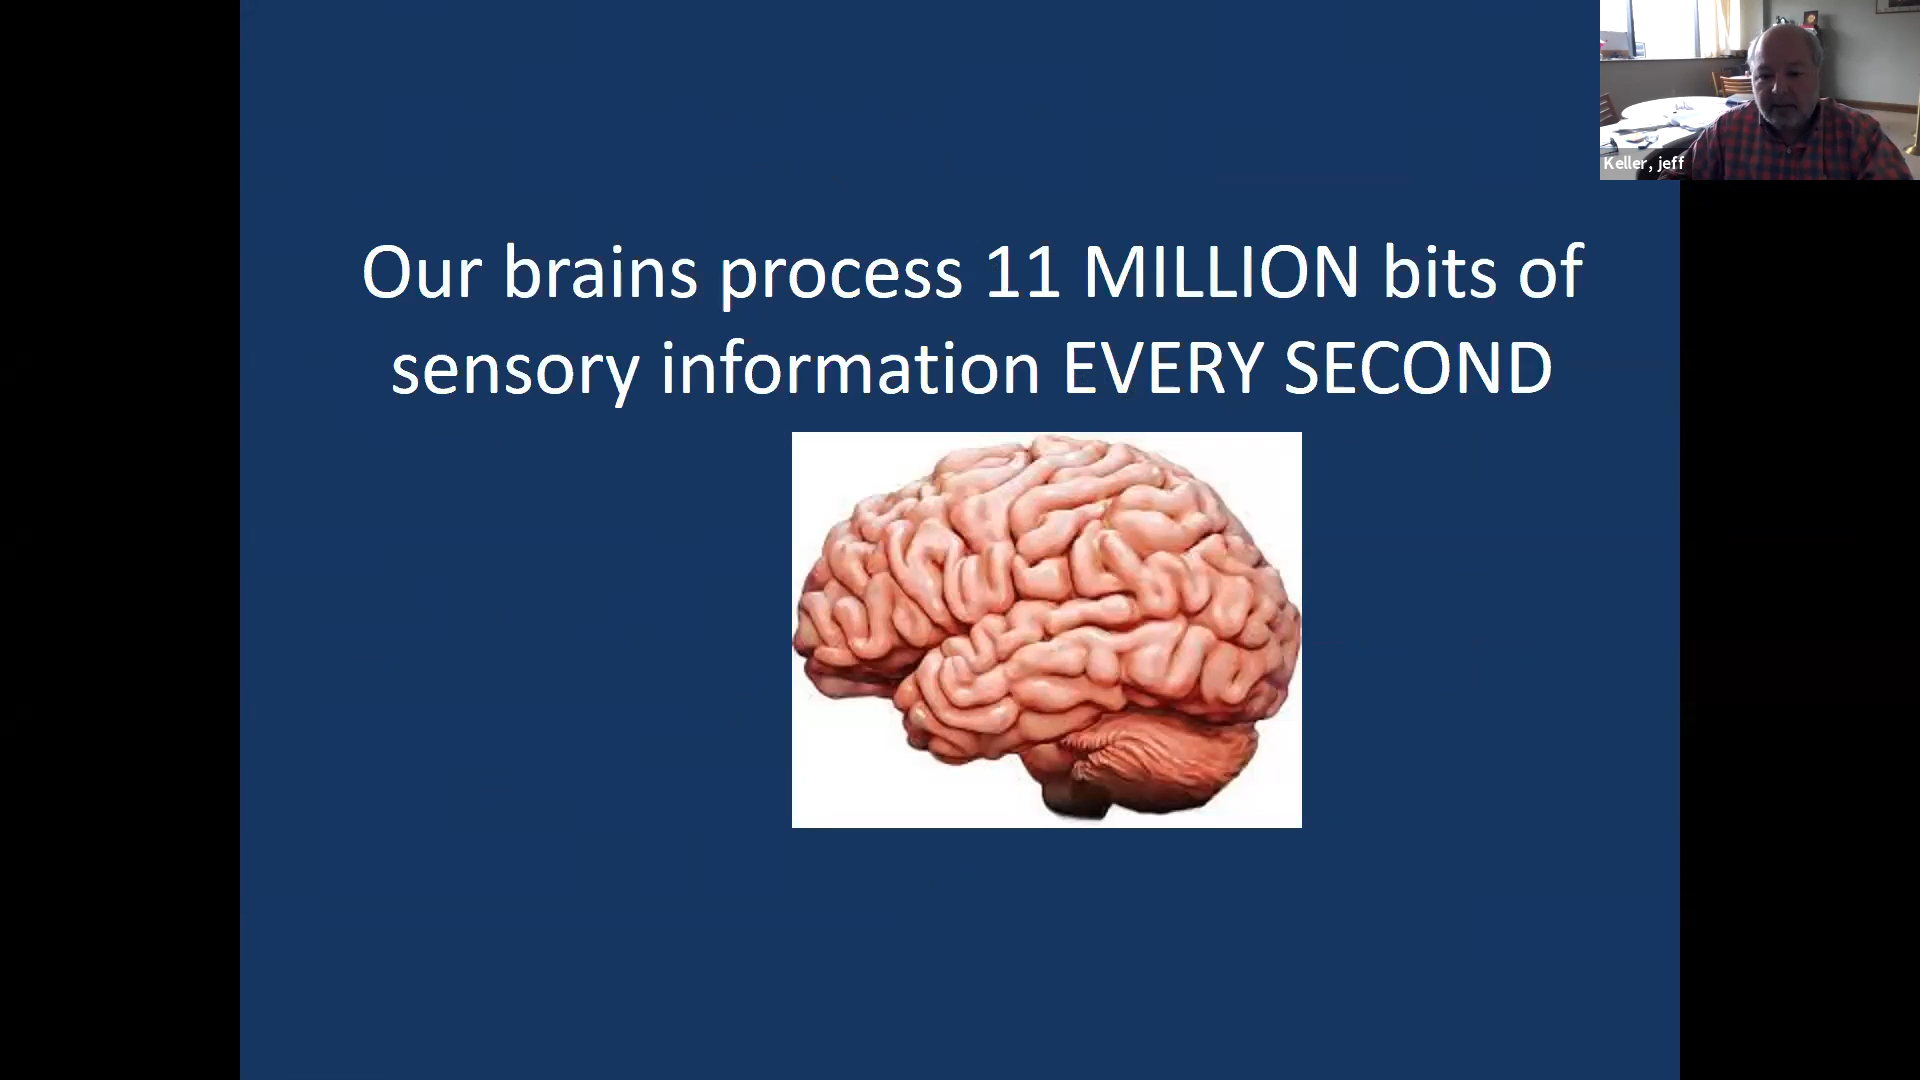 Our brains process 11 MILLION bits of
sensory information EVERY SECOND
Keller, jeff